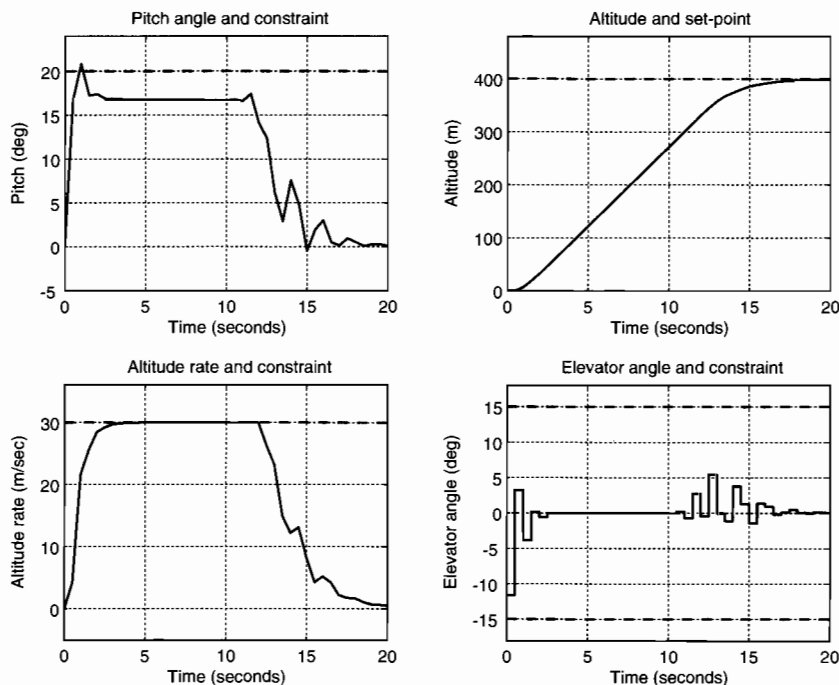 Pitch angle and constraint
20
15
10
5
0
-5
Pitch (deg)
0 5 10 15 20
Time (seconds)
Altitude and set-point
400
300
200
100
0
Altitude (m)
0 5 10 15 20
Time (seconds)
Altitude rate and constraint
30
20
10
0
Altitude rate (m/sec)
0 5 10 15 20
Time (seconds)
Elevator angle and constraint
15
10
5
0
-5
-10
-15
Elevator angle (deg)
0 5 10 15 20
Time (seconds)